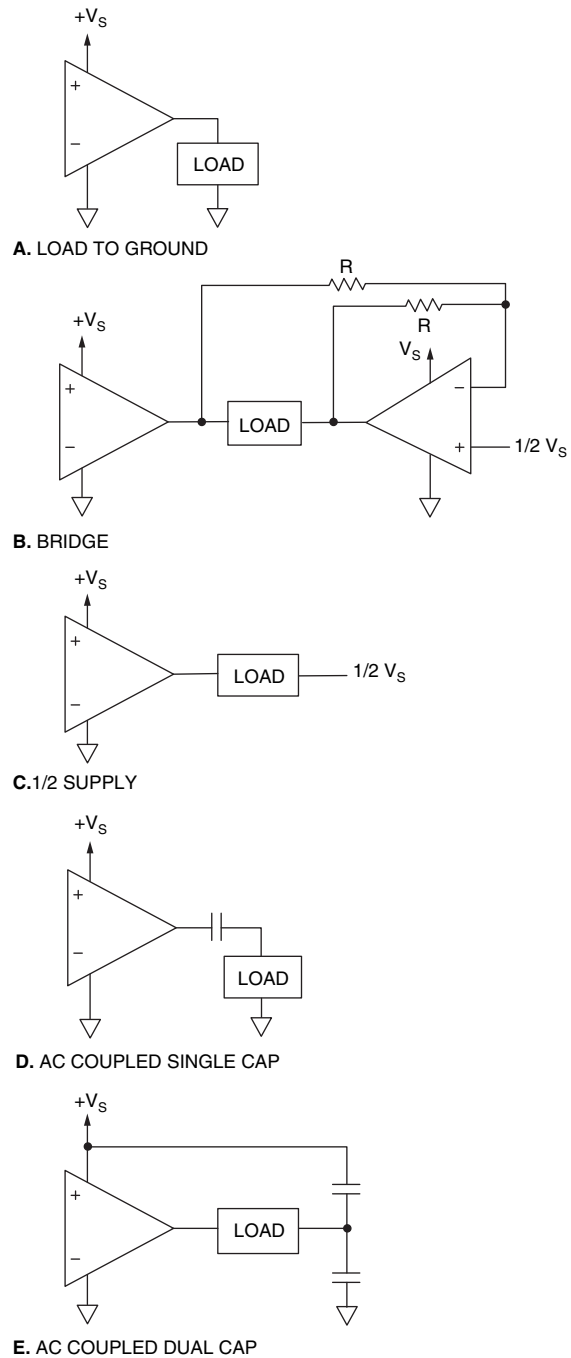 +VS
+
−
LOAD
A. LOAD TO GROUND
R
R
+VS
VS
+
−
LOAD
−
+
1/2 VS
B. BRIDGE
+VS
+
−
LOAD
1/2 VS
C.1/2 SUPPLY
+VS
+
−
LOAD
D. AC COUPLED SINGLE CAP
+VS
+
−
LOAD
E. AC COUPLED DUAL CAP